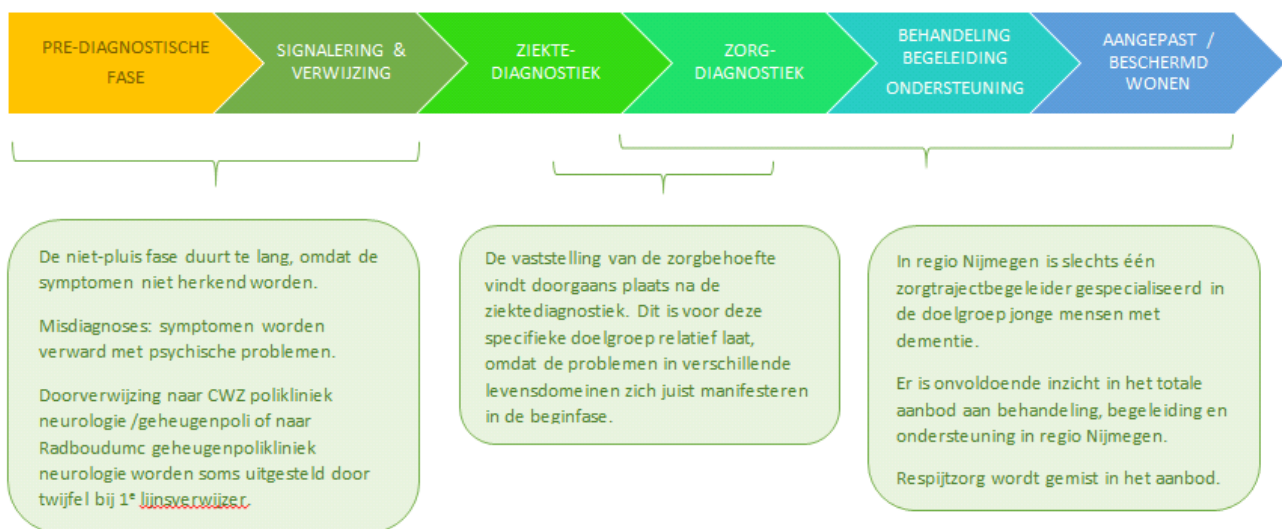 PRE-DIAGNOSTISCHE
FASE
SIGNALERING &
VERWIJZING
ZIEKTE-
DIAGNOSTIEK
ZORG-
DIAGNOSTIEK
BEHANDELING
BEGELEIDING
ONDERSTEUNING
AANGEPAST /
BESCHERMD
WONEN
De niet-pluis fase duurt te lang, omdat de
symptomen niet herkend worden.
Misdiagnoses: symptomen worden
verward met psychische problemen.
Doorverwijzing naar CWZ polikliniek
neurologie /geheugenpoli of naar
Radboudumc geheugenpolikliniek
neurologie worden soms uitgesteld door
twijfel bij 1e lijnsverwijzer.
De vaststelling van de zorgbehoefte
vindt doorgaans plaats na de
ziektediagnostiek. Dit is voor deze
specifieke doelgroep relatief laat,
omdat de problemen in verschillende
levensdomeinen zich juist manifesteren
in de beginfase.
In regio Nijmegen is slechts één
zorgtrajectbegeleider gespecialiseerd in
de doelgroep jonge mensen met
dementie.
Er is onvoldoende inzicht in het totale
aanbod aan behandeling, begeleiding en
ondersteuning in regio Nijmegen.
Respijtzorg wordt gemist in het aanbod.